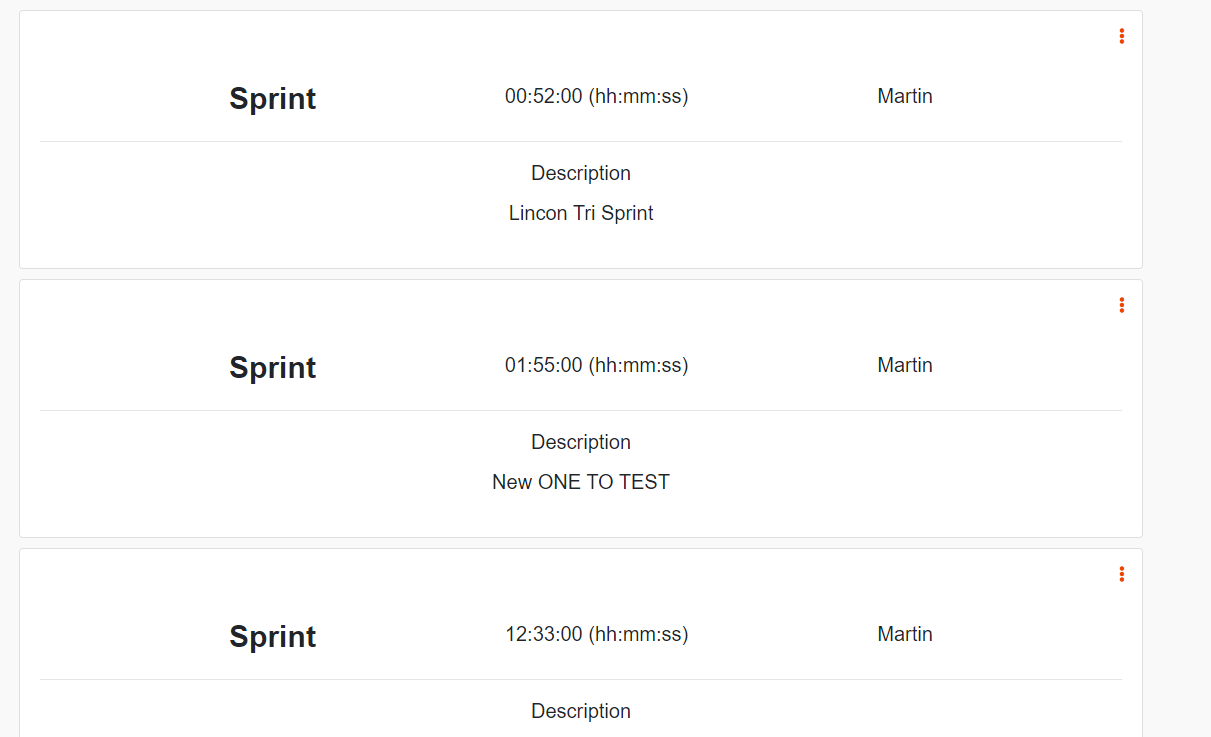 Sprint 00:52:00 (hh:mm:ss) Martin
Description
Lincon Tri Sprint
Sprint 01:55:00 (hh:mm:ss) Martin
Description
New ONE TO TEST
Sprint 12:33:00 (hh:mm:ss) Martin
Description